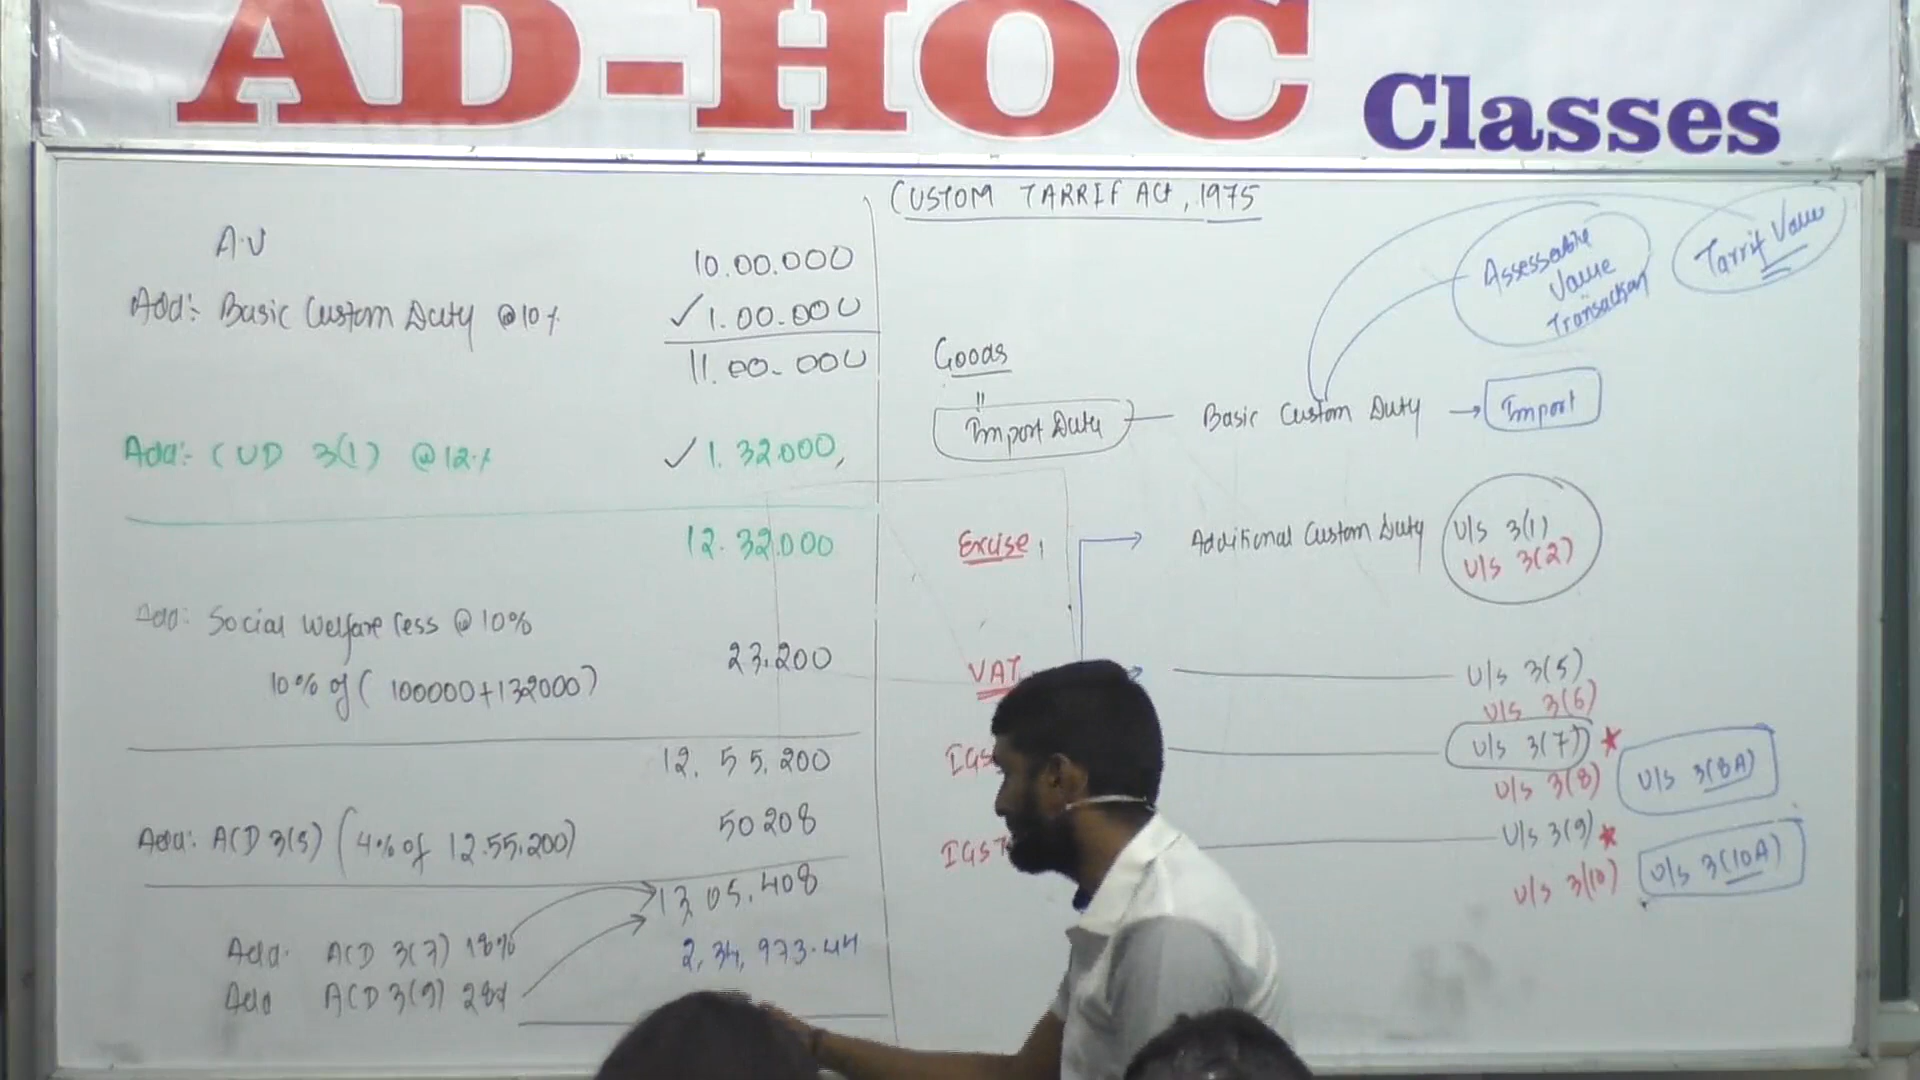 AD-HOC Classes
CUSTOM TARRIF ACT, 1975
A.V 10.00.000
Add:- Basic Custom Duty @10% ✓1.00.000
11.00.000
Add:- CVD 3(1) @12% ✓1.32.000,
12.32.000
Add: Social Welfare Cess @ 10%
10% of (100000+132000) 23.200
12.55.200
Add: ACD 3(5) (4% of 12.55.200) 50208
13,05,408
Add. ACD 3(7) 18% 2,34,973.44
Add ACD 3(9) 28%
Assessable
Value
Transaction
Tarrif Value
Goods
Import Duty Basic Custom Duty → Import
Excise, Additional Custom Duty U/s 3(1)
U/s 3(2)
VAT U/s 3(5)
U/s 3(6)
U/s 3(7) ★
U/s 3(8) U/s 3(8A)
IGST U/s 3(9) ★
U/s 3(10) U/s 3(10A)